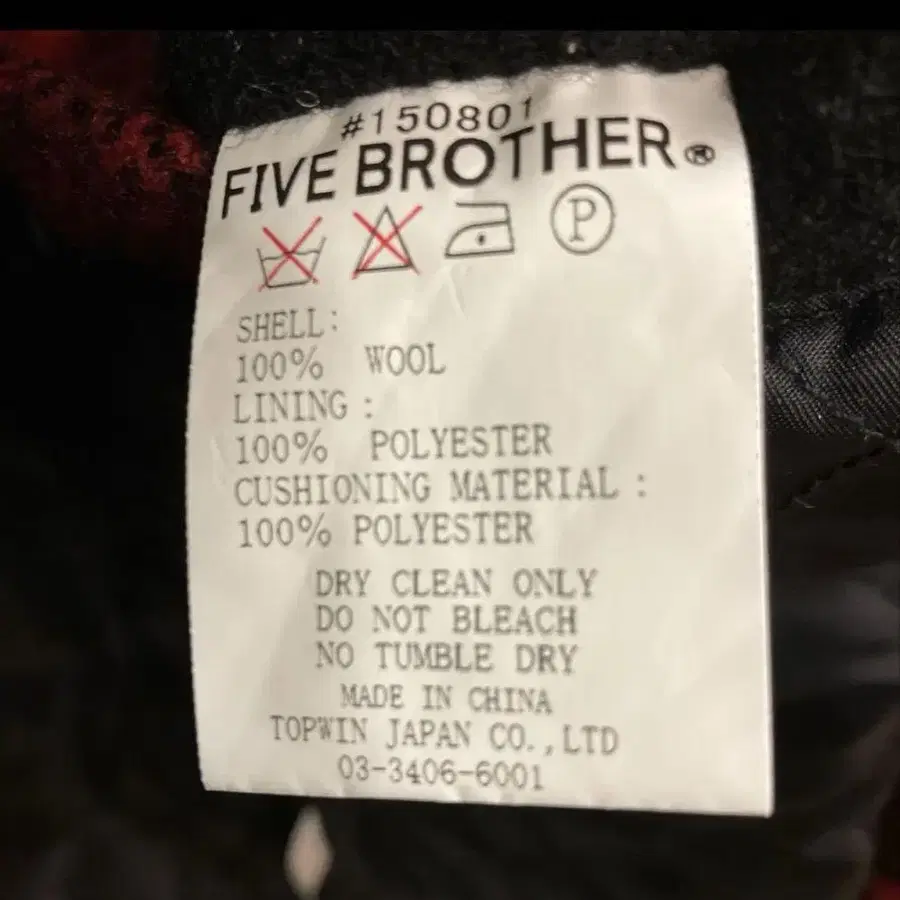 #150801
FIVE BROTHER®
P
SHELL:
100% WOOL
LINING :
100% POLYESTER
CUSHIONING MATERIAL :
100% POLYESTER
DRY CLEAN ONLY
DO NOT BLEACH
NO TUMBLE DRY
MADE IN CHINA
TOPWIN JAPAN CO.,LTD
03-3406-6001